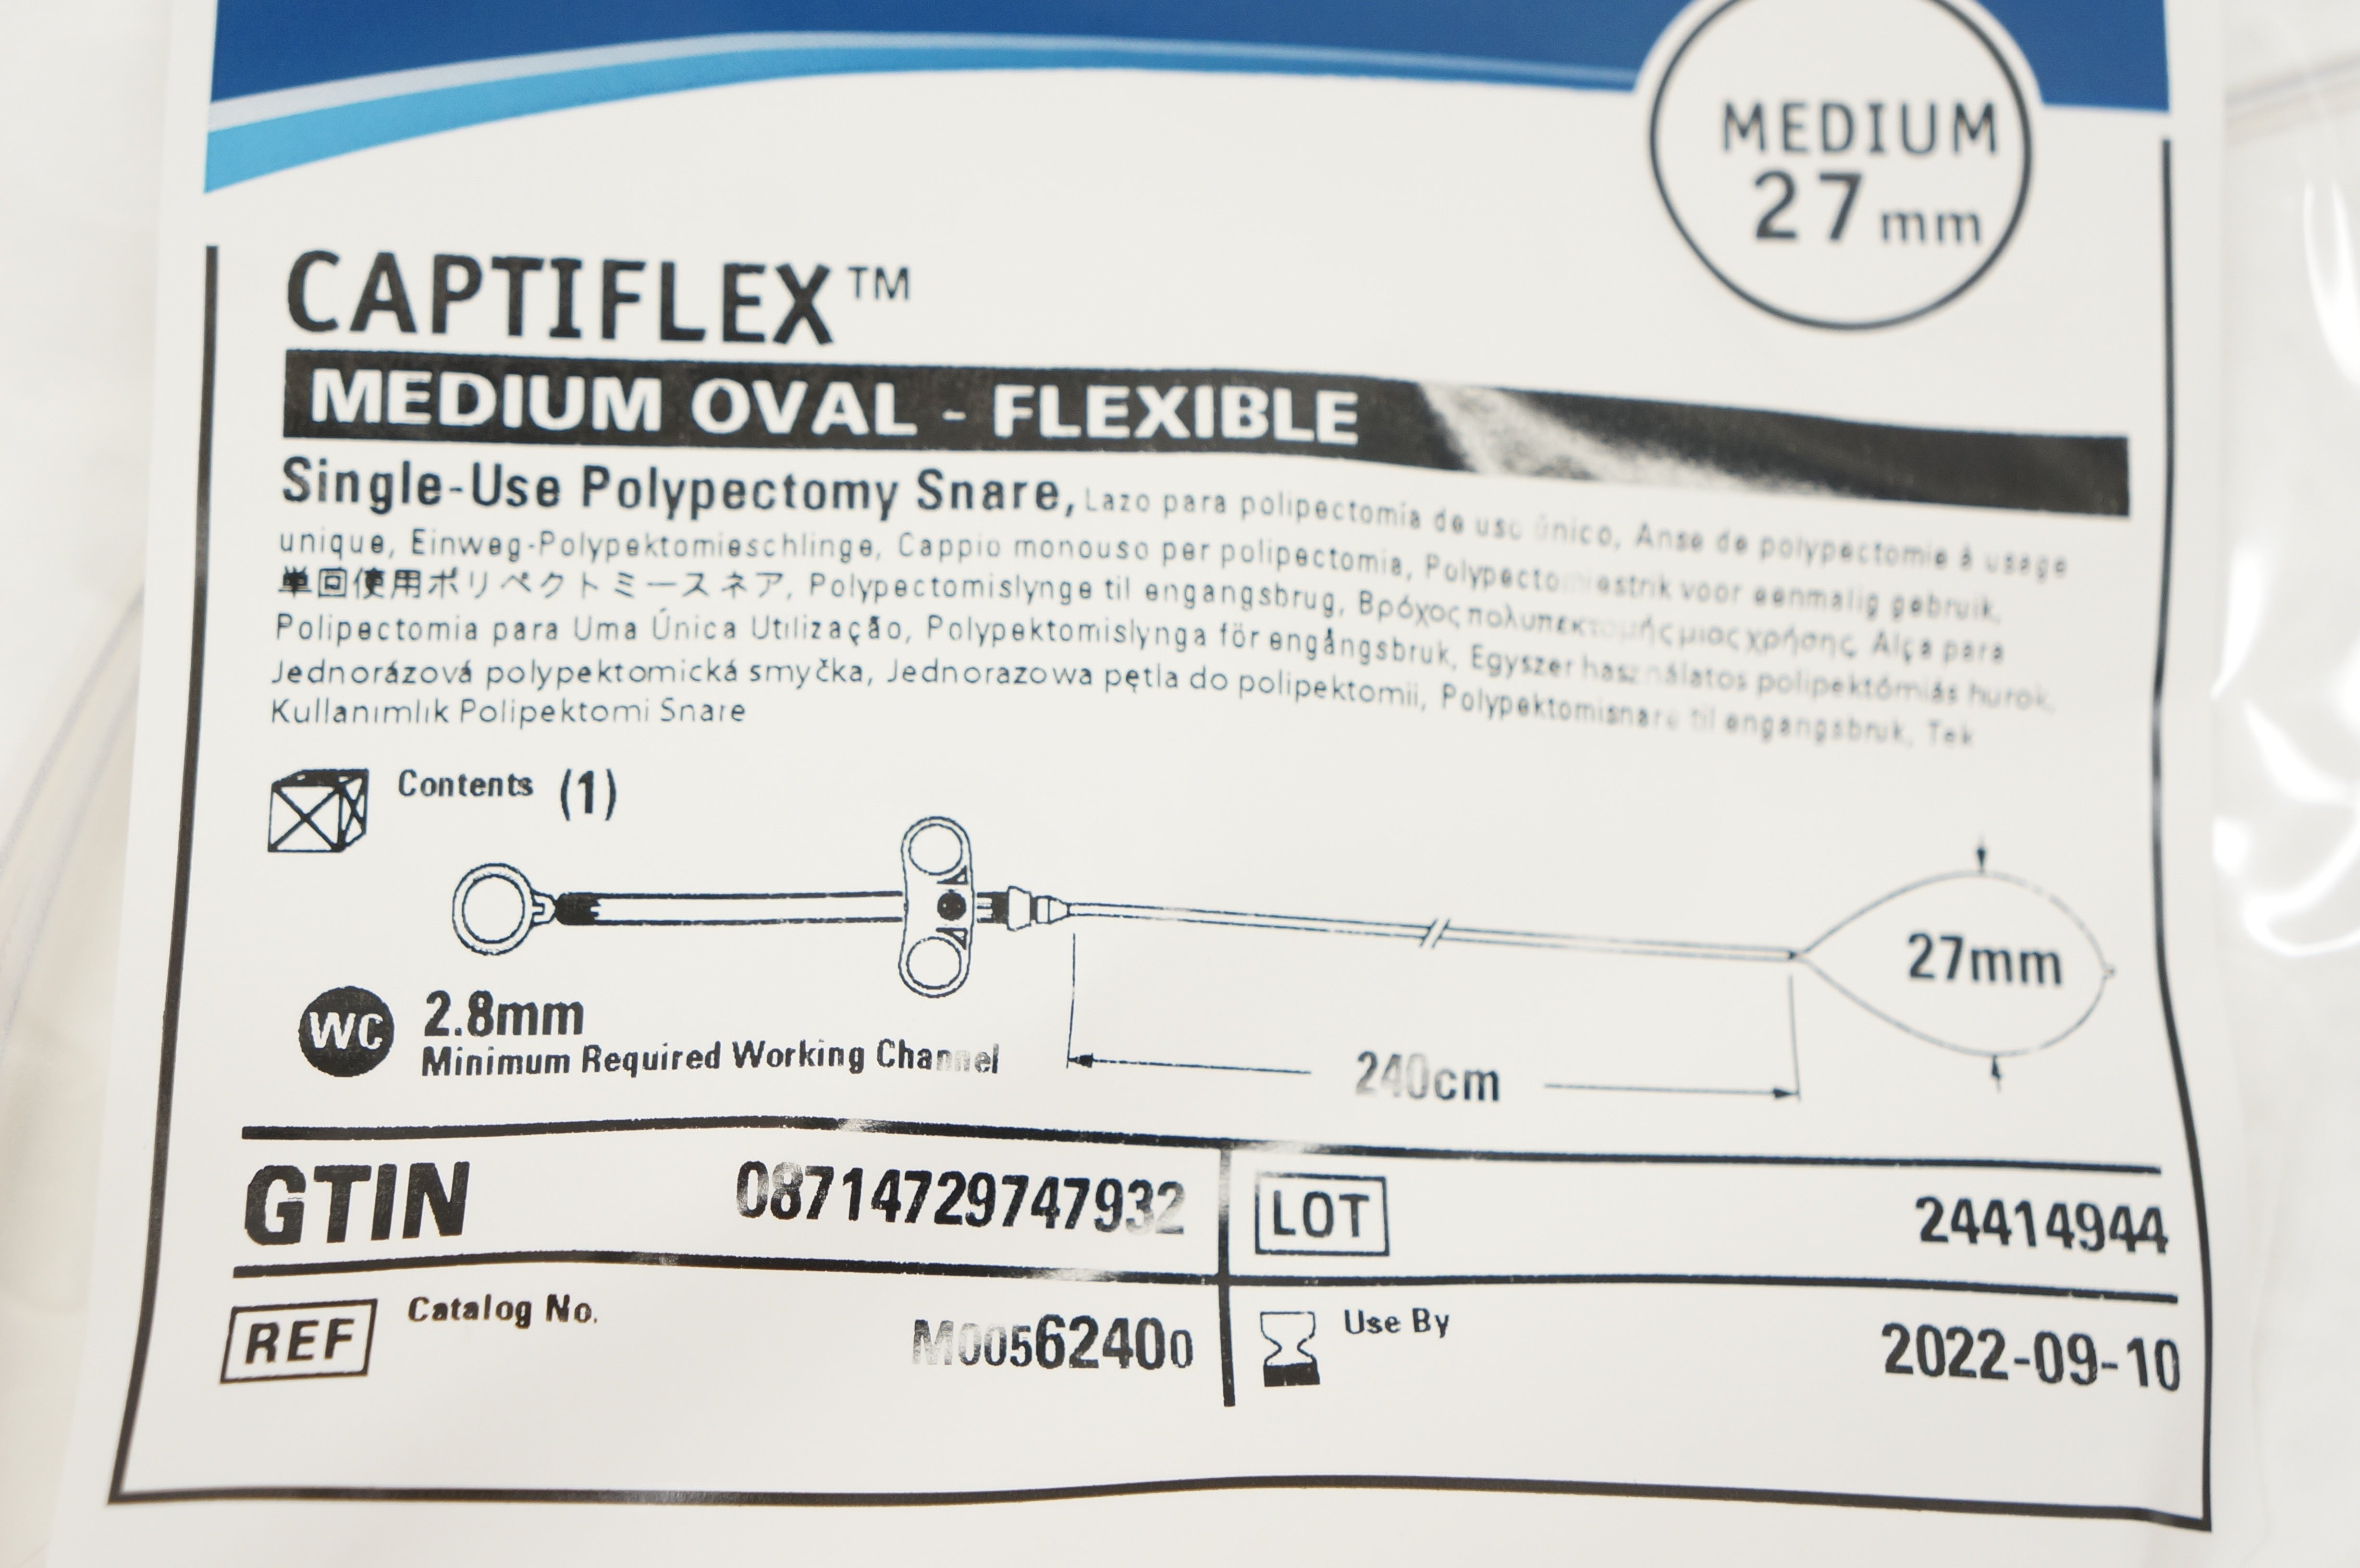 MEDIUM
27 mm
CAPTIFLEX™
MEDIUM OVAL - FLEXIBLE
Single-Use Polypectomy Snare, Lazo para polipectomia de uso único, Anse de polypectomie à usage
unique, Einweg-Polypektomieschlinge, Cappio monouso per polipectomia, Polypectomiestrik voor eenmalig gebruik,
単回使用ポリペクトミースネア, Polypectomislynge til engangsbrug, Βρόχος πολυπεκτομής μιας χρήσης, Alça para
Polipectomia para Uma Única Utilização, Polypektomislynga för engångsbruk, Egyszer használatos polipektómiás hurok,
Jednorázová polypektomická smyčka, Jednorazowa pętla do polipektomii, Polypektomisnare til engangsbruk, Tek
Kullanımlık Polipektomi Snare
Contents (1)
27mm
WC 2.8mm
Minimum Required Working Channel
240cm
GTIN 08714729747932
LOT 24414944
REF Catalog No. M00562400
Use By 2022-09-10